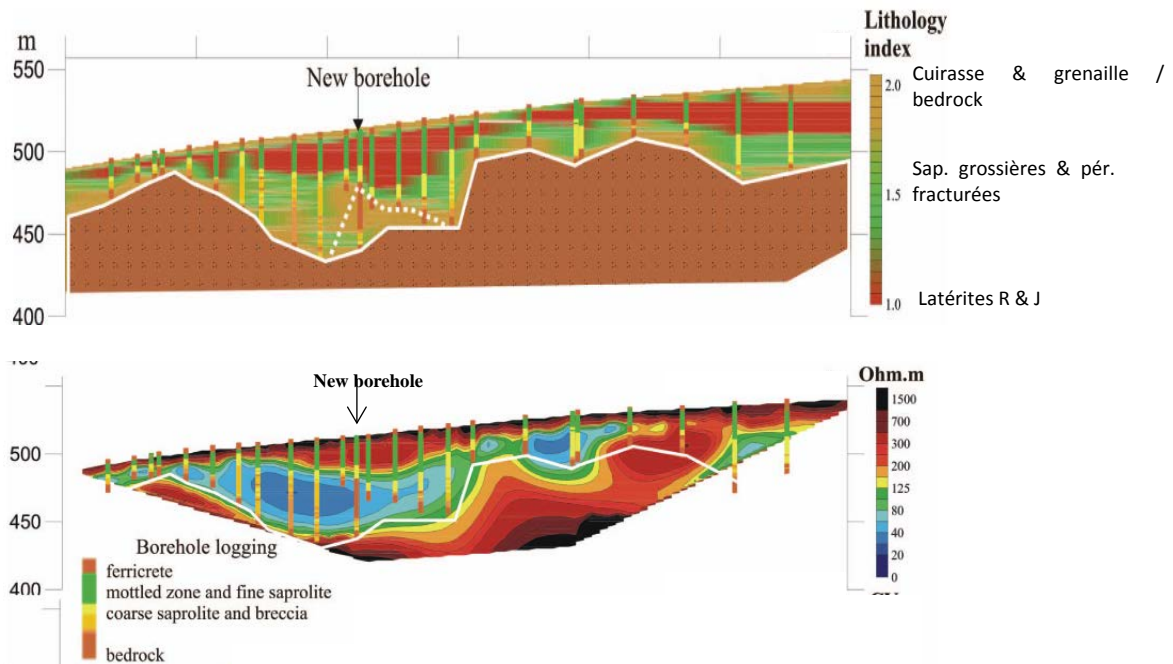 m
550
500
450
400
New borehole
Lithology
index
2.0
1.5
1.0
Cuirasse & grenaille /
bedrock
Sap. grossières & pér.
fracturées
Latérites R & J
New borehole
500
450
400
Ohm.m
1500
700
300
200
125
80
40
20
0
Borehole logging
ferricrete
mottled zone and fine saprolite
coarse saprolite and breccia
bedrock